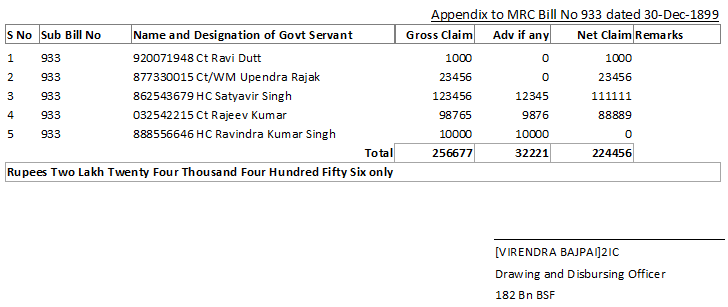 Appendix to MRC Bill No 933 dated 30-Dec-1899
S No Sub Bill No Name and Designation of Govt Servant Gross Claim Adv if any Net Claim Remarks
1 933 920071948 Ct Ravi Dutt 1000 0 1000
2 933 877330015 Ct/WM Upendra Rajak 23456 0 23456
3 933 862543679 HC Satyavir Singh 123456 12345 111111
4 933 032542215 Ct Rajeev Kumar 98765 9876 88889
5 933 888556646 HC Ravindra Kumar Singh 10000 10000 0
Total 256677 32221 224456
Rupees Two Lakh Twenty Four Thousand Four Hundred Fifty Six only
[VIRENDRA BAJPAI]2IC
Drawing and Disbursing Officer
182 Bn BSF